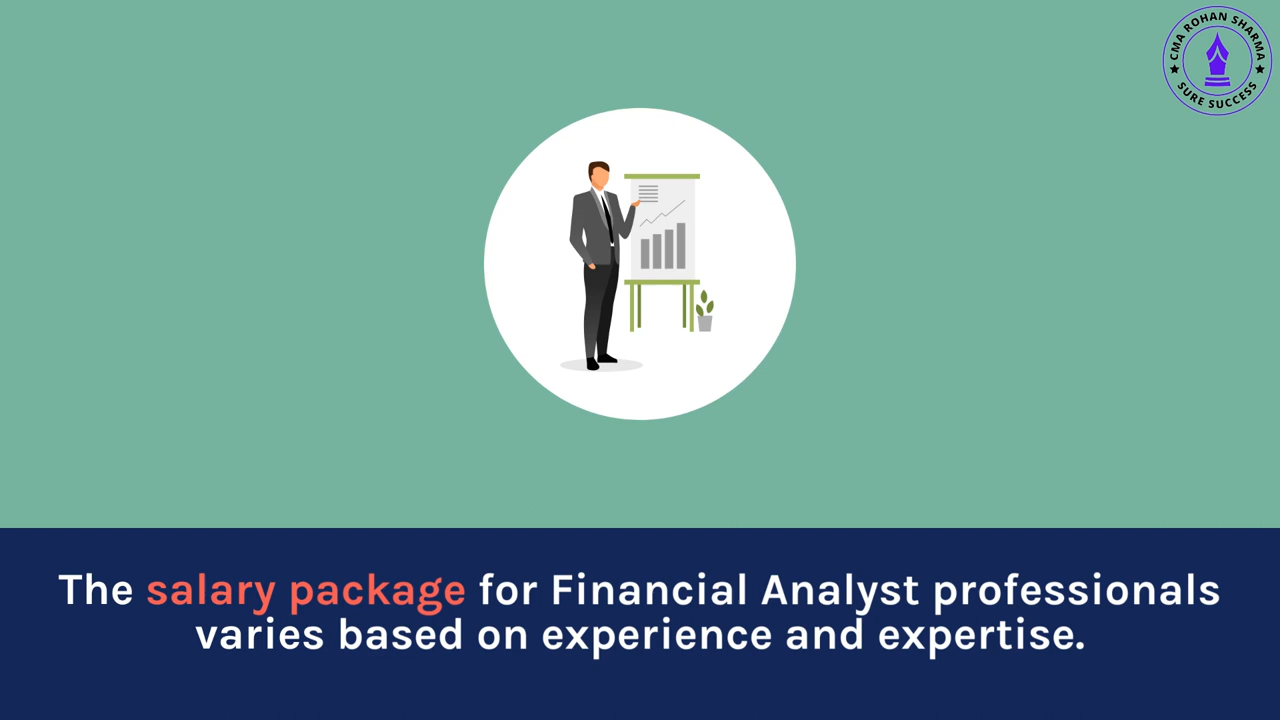 CMA ROHAN SHARMA
SURE SUCCESS
The salary package for Financial Analyst professionals
varies based on experience and expertise.